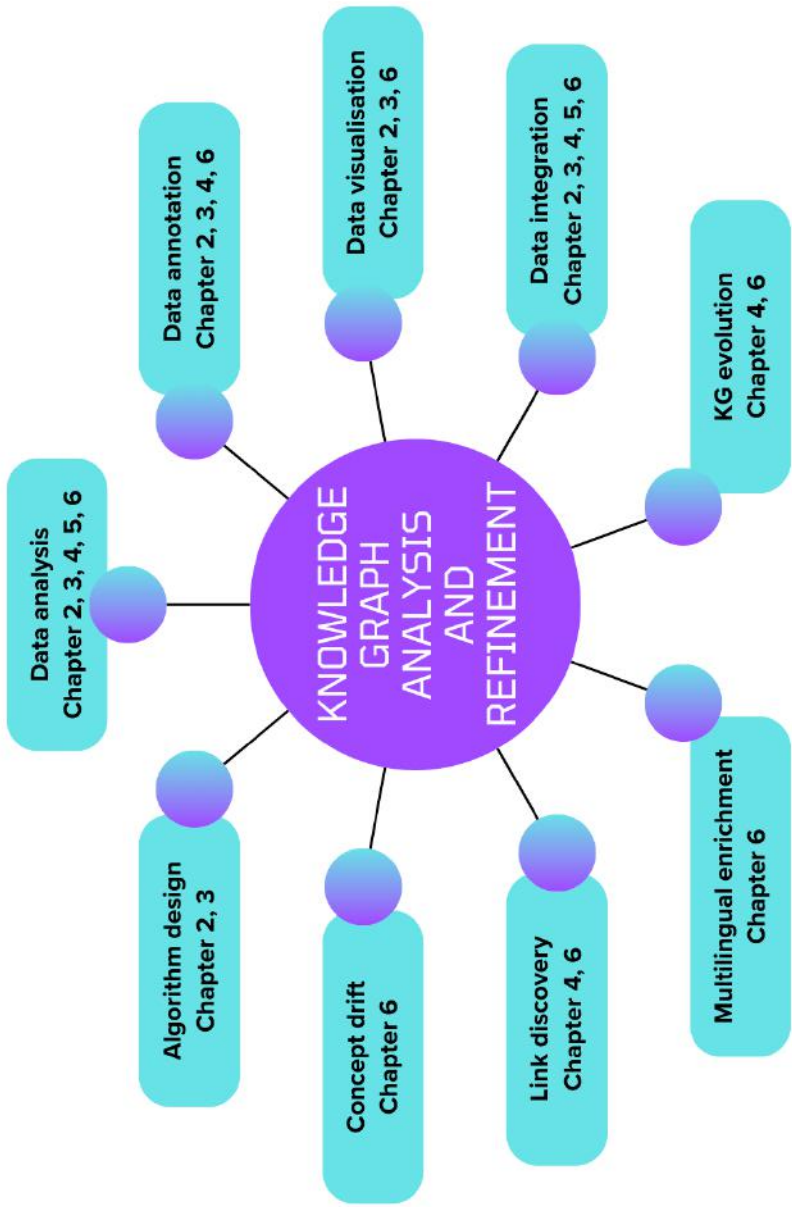 Data analysis
Chapter 2, 3, 4, 5, 6
Algorithm design
Chapter 2, 3
Data annotation
Chapter 2, 3, 4, 6
Concept drift
Chapter 6
KNOWLEDGE
GRAPH
ANALYSIS
AND
REFINEMENT
Data visualisation
Chapter 2, 3, 6
Link discovery
Chapter 4, 6
Data integration
Chapter 2, 3, 4, 5, 6
Multilingual enrichment
Chapter 6
KG evolution
Chapter 4, 6